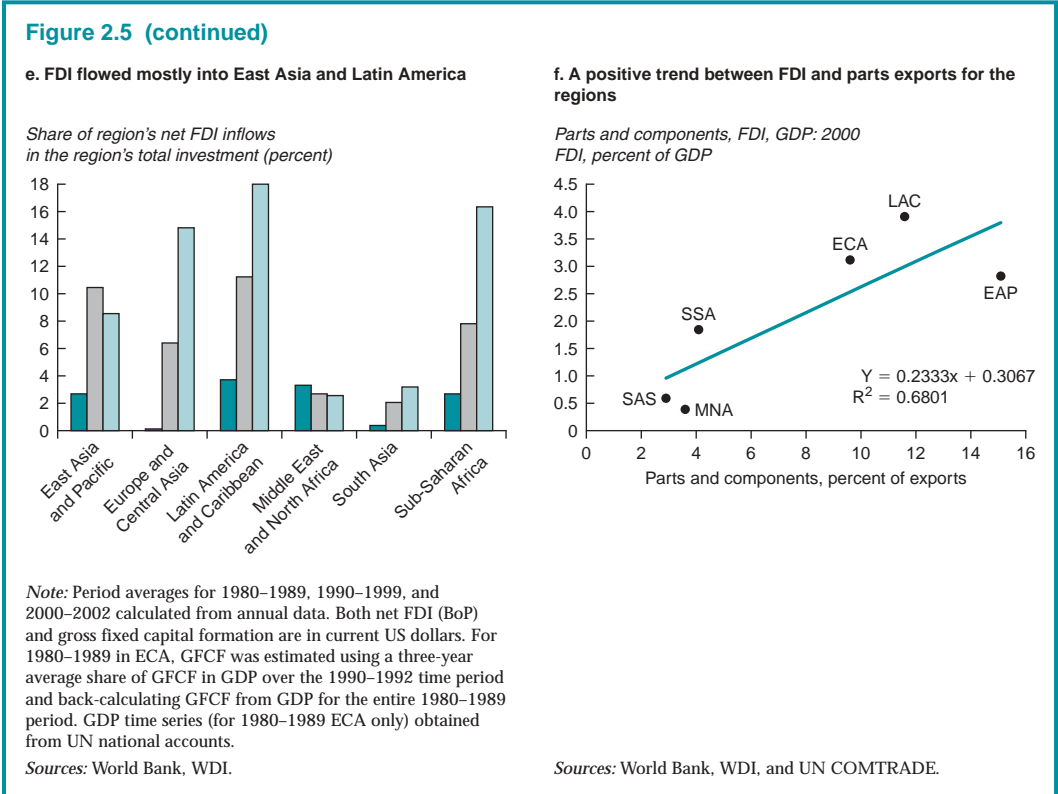 Figure 2.5 (continued)
e. FDI flowed mostly into East Asia and Latin America
Share of region's net FDI inflows
in the region's total investment (percent)
18
16
14
12
10
8
6
4
2
0
East Asia
and Pacific
Europe and
Central Asia
Latin America
and Caribbean
Middle East
and North Africa
South Asia
Sub-Saharan
Africa
Note: Period averages for 1980–1989, 1990–1999, and
2000–2002 calculated from annual data. Both net FDI (BoP)
and gross fixed capital formation are in current US dollars. For
1980–1989 in ECA, GFCF was estimated using a three-year
average share of GFCF in GDP over the 1990–1992 time period
and back-calculating GFCF from GDP for the entire 1980–1989
period. GDP time series (for 1980–1989 ECA only) obtained
from UN national accounts.
Sources: World Bank, WDI.
f. A positive trend between FDI and parts exports for the
regions
Parts and components, FDI, GDP: 2000
FDI, percent of GDP
4.5
4.0
3.5
3.0
2.5
2.0
1.5
1.0
0.5
0
LAC
ECA
EAP
SSA
SAS
MNA
Y = 0.2333x + 0.3067
R² = 0.6801
0 2 4 6 8 10 12 14 16
Parts and components, percent of exports
Sources: World Bank, WDI, and UN COMTRADE.